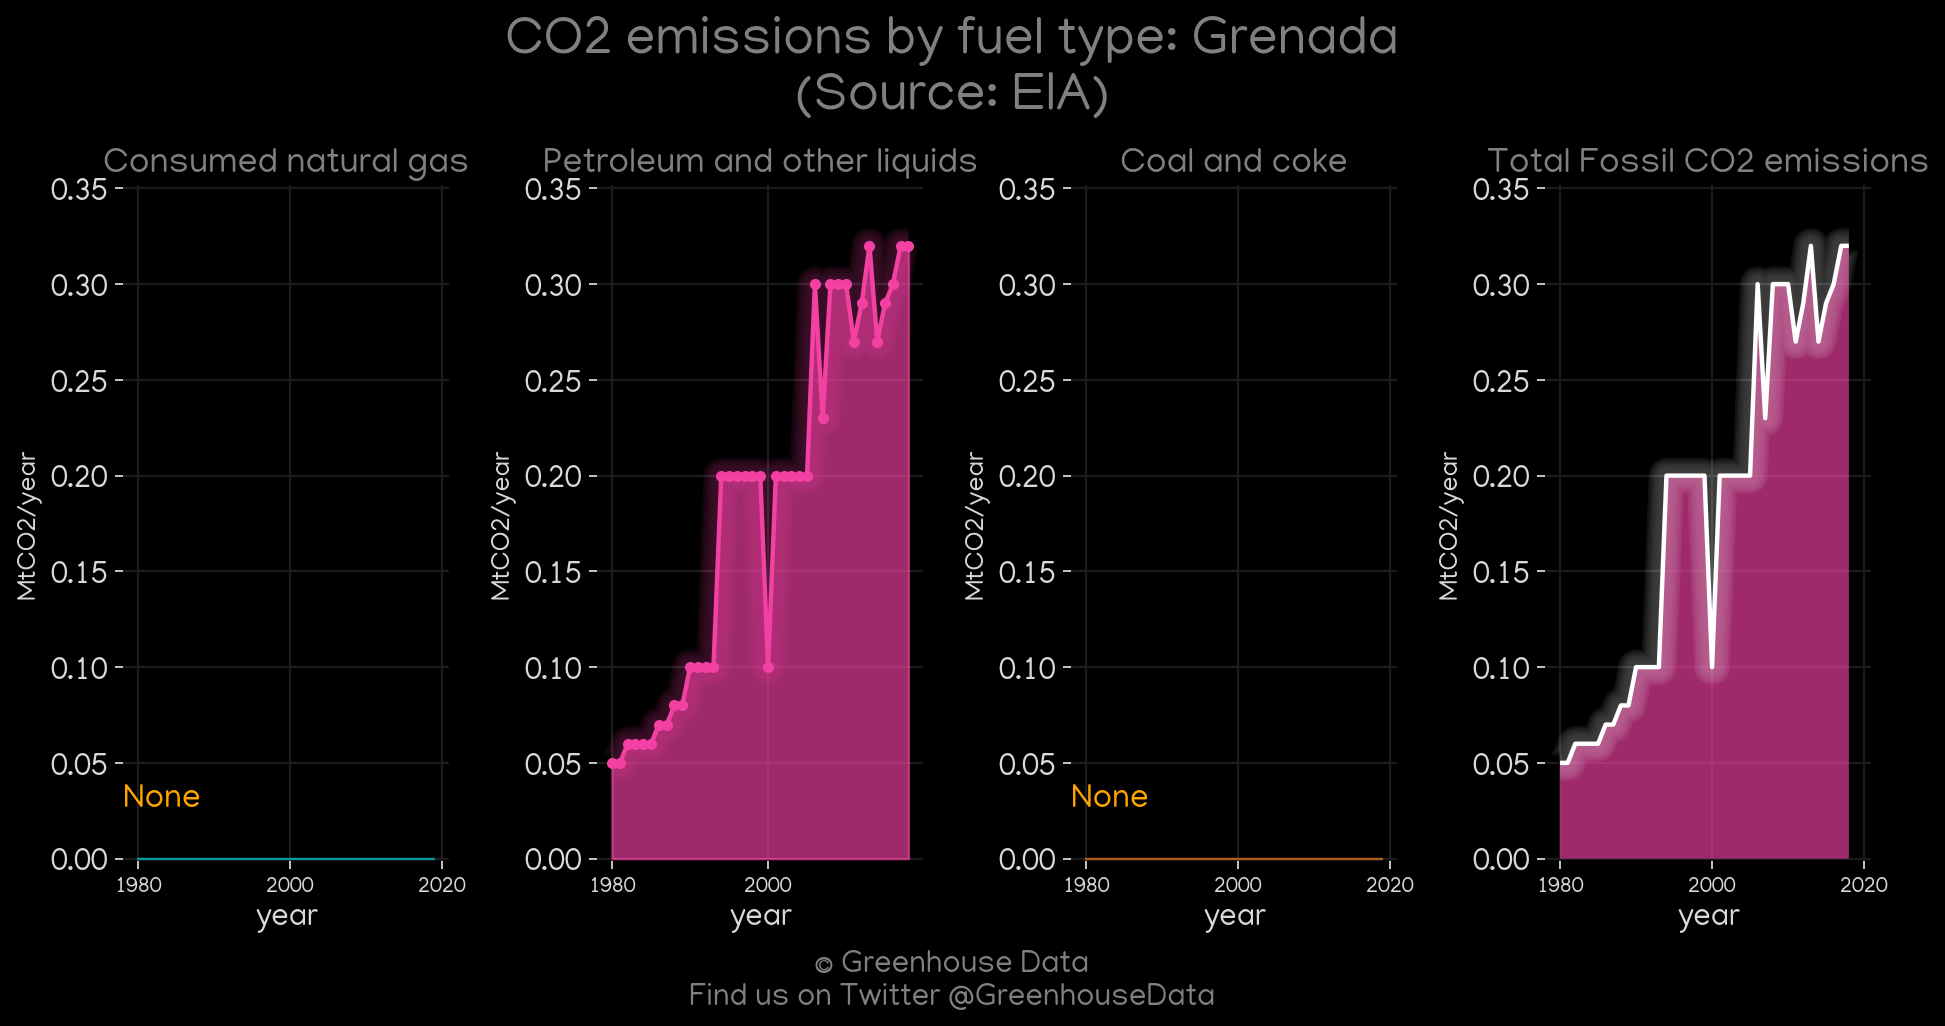 CO2 emissions by fuel type: Grenada
(Source: EIA)
Consumed natural gas
0.35
0.30
0.25
0.20
0.15
0.10
0.05
0.00
MtCO2/year
None
1980 2000 2020
year
Petroleum and other liquids
0.35
0.30
0.25
0.20
0.15
0.10
0.05
0.00
MtCO2/year
1980 2000
year
Coal and coke
0.35
0.30
0.25
0.20
0.15
0.10
0.05
0.00
MtCO2/year
None
1980 2000 2020
year
Total Fossil CO2 emissions
0.35
0.30
0.25
0.20
0.15
0.10
0.05
0.00
MtCO2/year
1980 2000 2020
year
© Greenhouse Data
Find us on Twitter @GreenhouseData